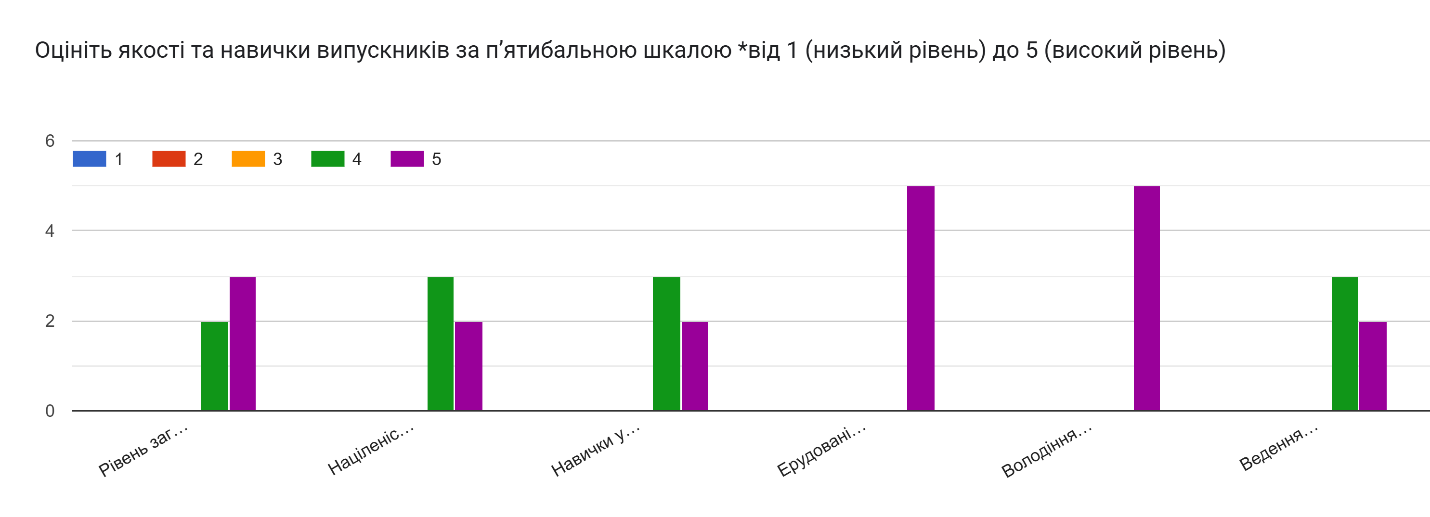 Оцініть якості та навички випускників за п’ятибальною шкалою *від 1 (низький рівень) до 5 (високий рівень)
6
1 2 3 4 5
4
2
0
Рівень заг… Націленіс… Навички у… Ерудовані… Володіння… Ведення…